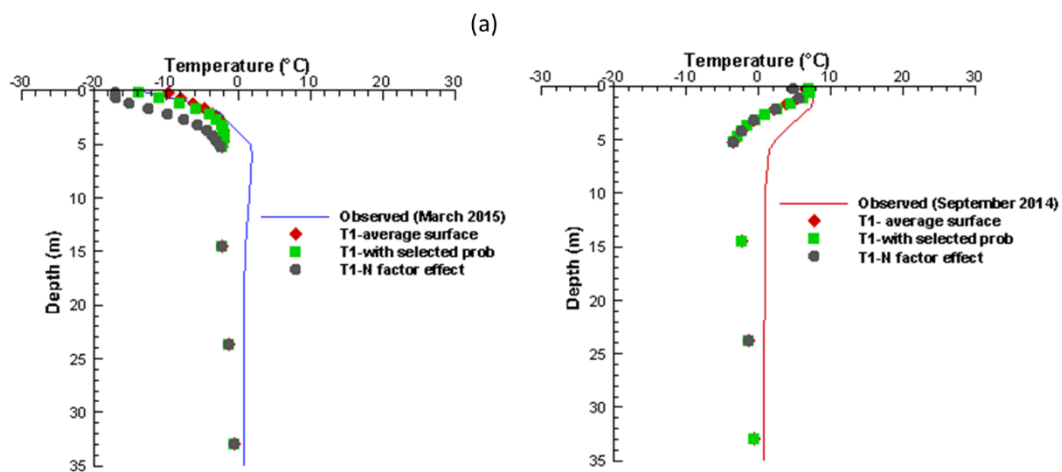 (a)
Temperature (°C)
-30 -20 -10 0 10 20 30
0
5
10
15
20
25
30
35
Depth (m)
Observed (March 2015)
T1-average surface
T1-with selected prob
T1-N factor effect
Temperature (°C)
-30 -20 -10 0 10 20 30
0
5
10
15
20
25
30
35
Depth (m)
Observed (September 2014)
T1- average surface
T1-with selected prob
T1-N factor effect